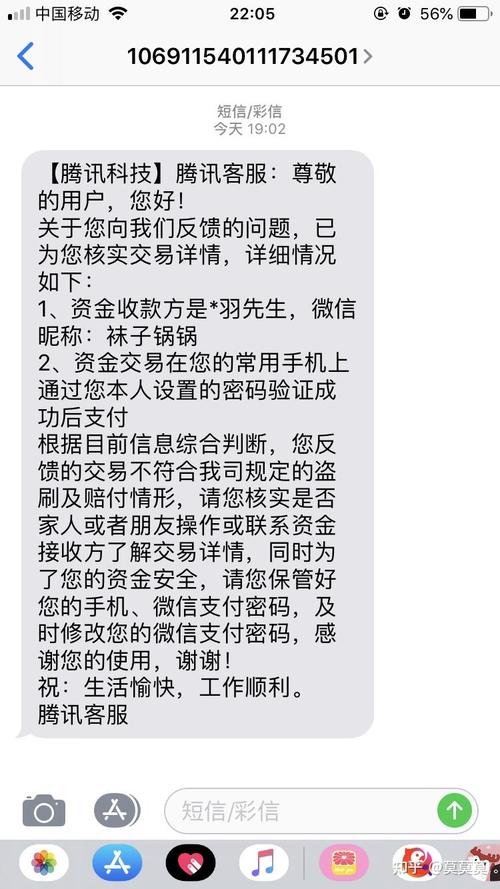 中国移动 22:05 56%
106911540111734501
短信/彩信
今天 19:02
【腾讯科技】腾讯客服：尊敬
的用户，您好！
关于您向我们反馈的问题，已
为您核实交易详情，详细情况
如下：
1、资金收款方是*羽先生，微信
昵称：袜子锅锅
2、资金交易在您的常用手机上
通过您本人设置的密码验证成
功后支付
根据目前信息综合判断，您反
馈的交易不符合我司规定的盗
刷及赔付情形，请您核实是否
家人或者朋友操作或联系资金
接收方了解交易详情，同时为
了您的资金安全，请您保管好
您的手机、微信支付密码，及
时修改您的微信支付密码，感
谢您的使用，谢谢！
祝：生活愉快，工作顺利。
腾讯客服
短信/彩信
知乎 @莫莫莫